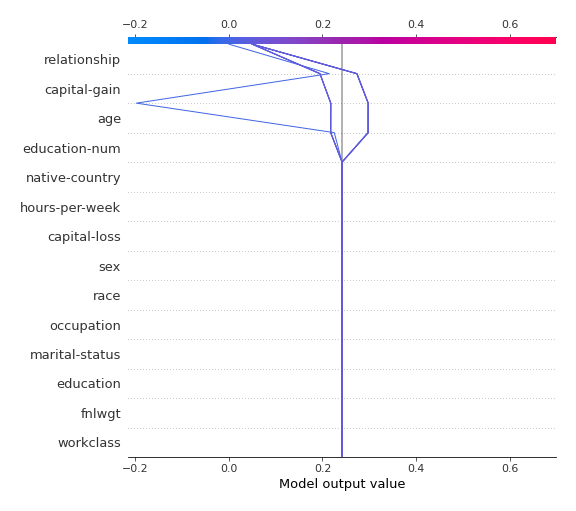 −0.2 0.0 0.2 0.4 0.6
relationship
capital-gain
age
education-num
native-country
hours-per-week
capital-loss
sex
race
occupation
marital-status
education
fnlwgt
workclass
−0.2 0.0 0.2 0.4 0.6
Model output value